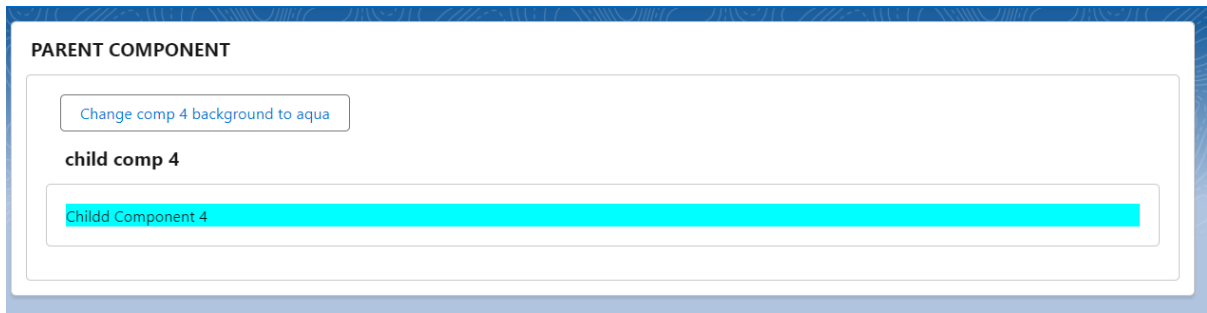 PARENT COMPONENT
Change comp 4 background to aqua
child comp 4
Childd Component 4